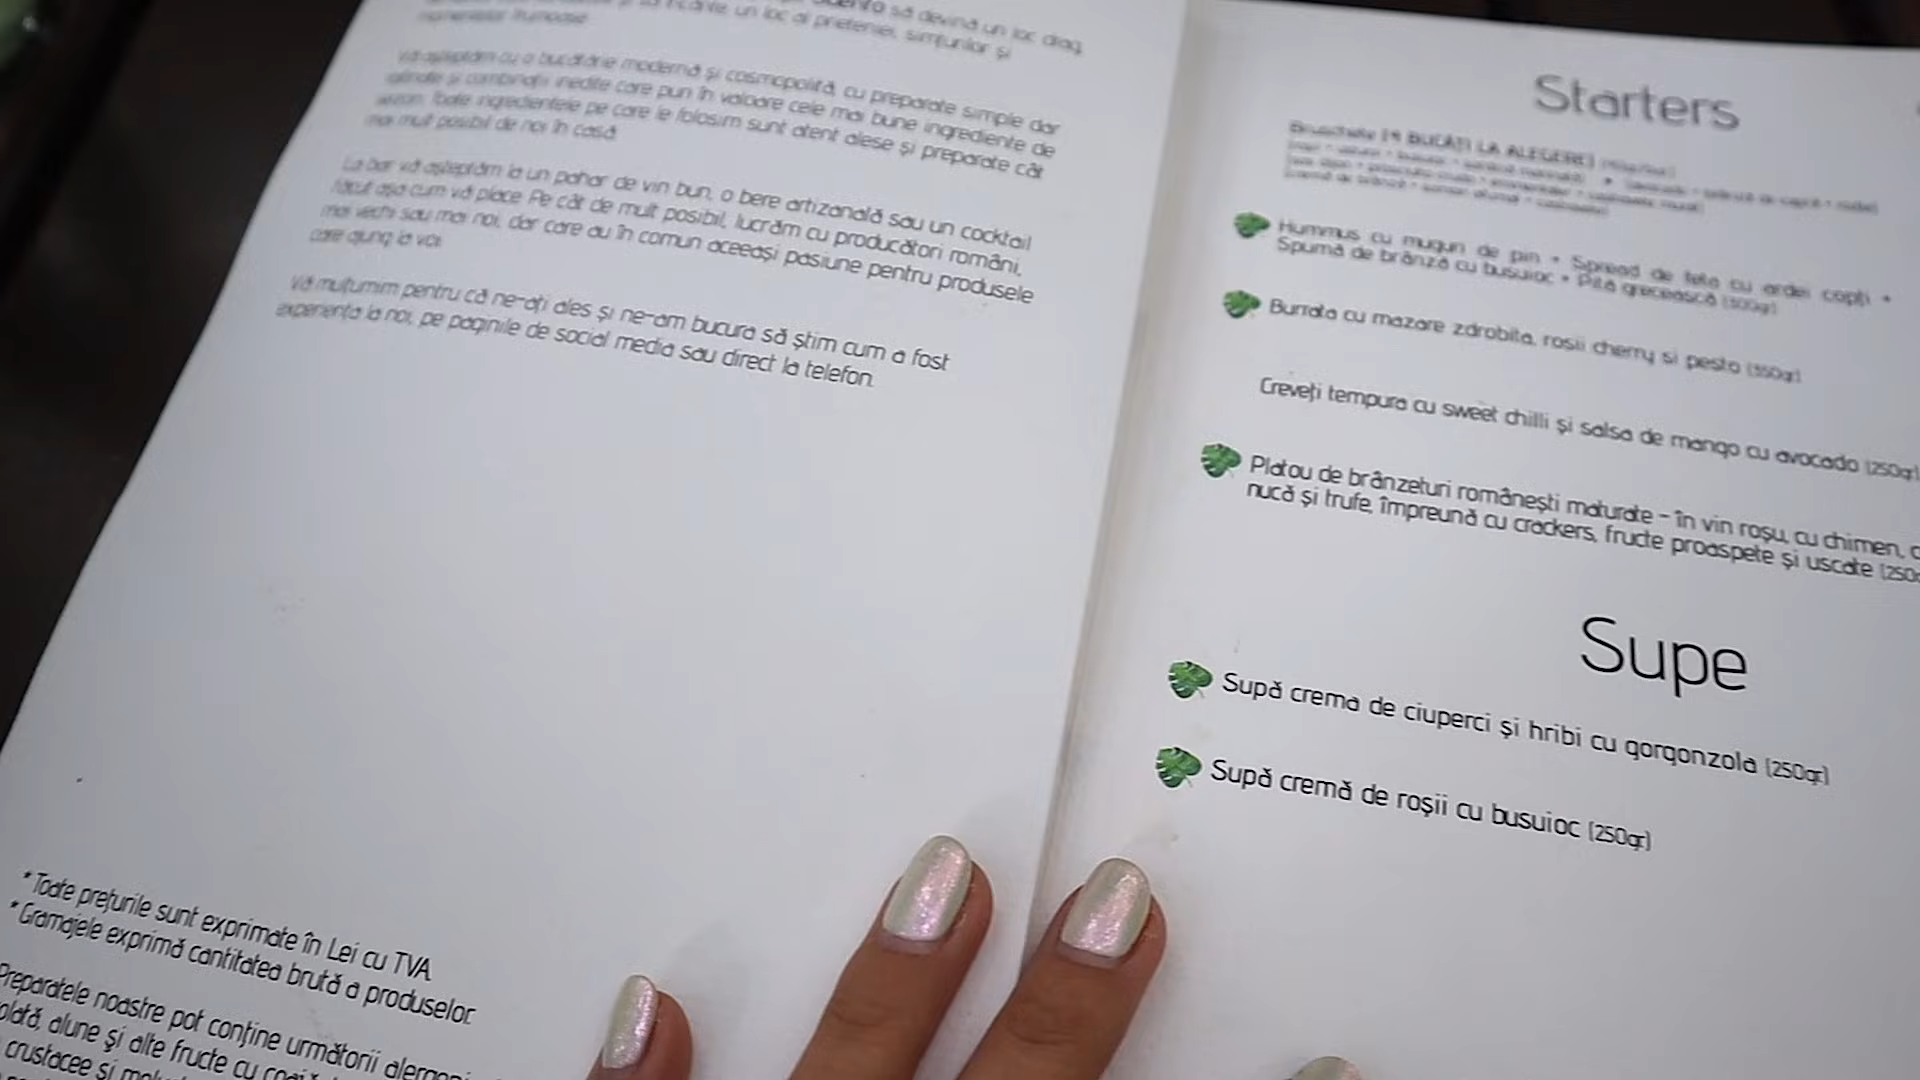 să devină un loc drag,
un loc al prieteniei, simțurilor și
momentelor frumoase.
Vă așteptăm cu o bucătărie modernă și cosmopolită, cu preparate simple dar
rafinate și combinații inedite care pun în valoare cele mai bune ingrediente de
sezon. Toate ingredientele pe care le folosim sunt atent alese și preparate cât
mai mult posibil de noi în casă.
La bar vă așteptăm la un pahar de vin bun, o bere artizanală sau un cocktail
făcut așa cum vă place. Pe cât de mult posibil, lucrăm cu producători români,
mai vechi sau mai noi, dar care au în comun aceeași pasiune pentru produsele
care ajung la voi.
Vă mulțumim pentru că ne-ați ales și ne-am bucura să știm cum a fost
experiența la noi, pe paginile de social media sau direct la telefon.
* Toate prețurile sunt exprimate în Lei cu TVA.
* Gramajele exprimă cantitatea brută a produselor.
Preparatele noastre pot conține următorii
alune și alte fructe cu
crustacee și
Starters
BUCĂȚI LA ALEGERE)
Hummus cu muguri de pin + Spread de feta cu ardei copți +
Spumă de brânză cu busuioc + Pită grecească (300gr)
Burrata cu mazare zdrobita, rosii cherry si pesto (350gr)
Creveți tempura cu sweet chilli și salsa de mango cu avocado (250gr)
Platou de brânzeturi românești maturate – în vin roșu, cu chimen,
nucă și trufe, împreună cu crackers, fructe proaspete și uscate
Supe
Supă crema de ciuperci și hribi cu gorgonzola (250gr)
Supă cremă de roșii cu busuioc (250gr)